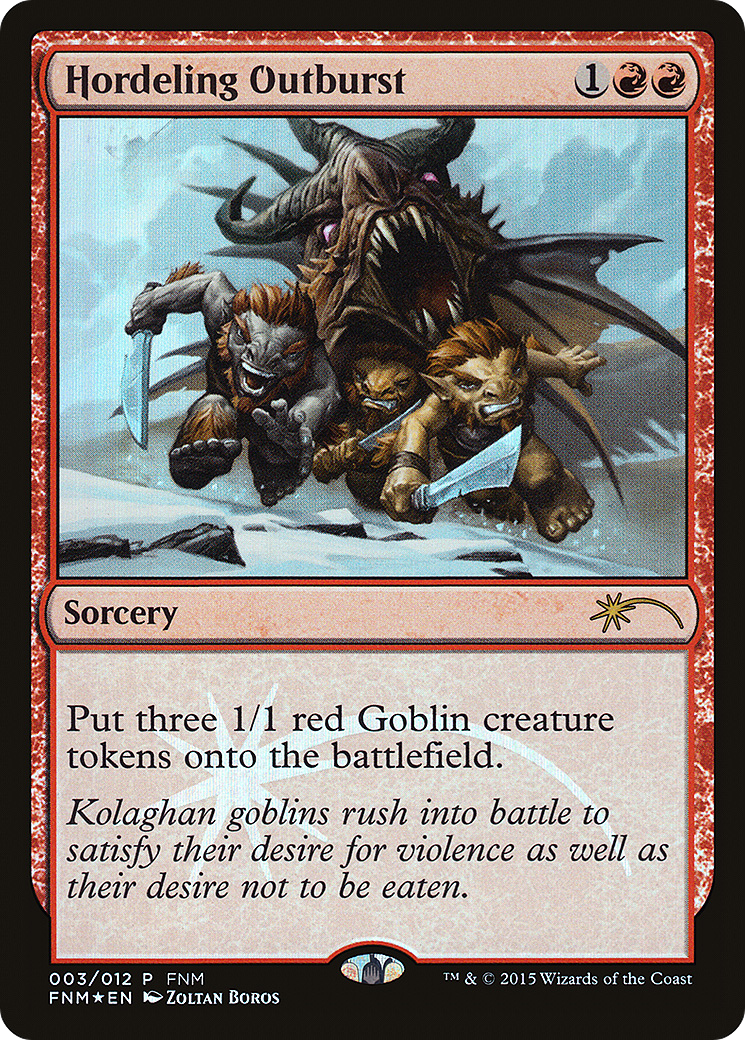 Hordeling Outburst 1
Sorcery
Put three 1/1 red Goblin creature
tokens onto the battlefield.
Kolaghan goblins rush into battle to
satisfy their desire for violence as well as
their desire not to be eaten.
003/012 P FNM
FNM★EN Zoltan Boros
™ & © 2015 Wizards of the Coast